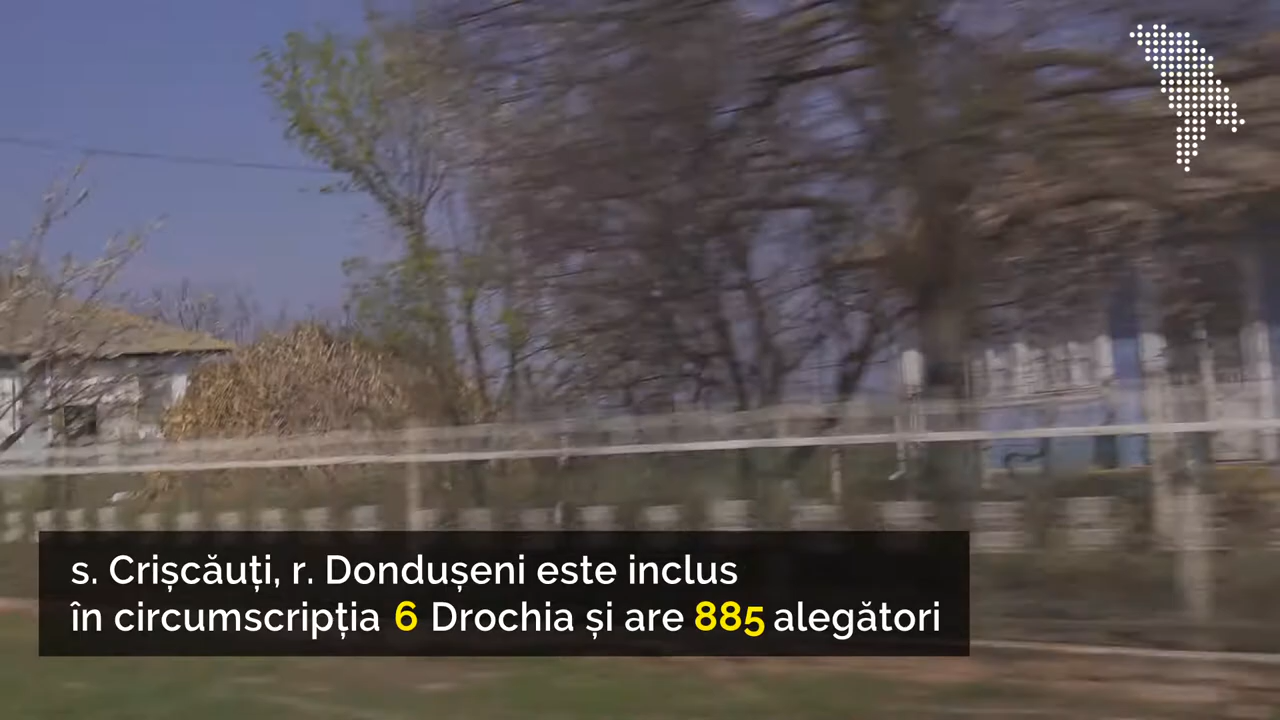 s. Crișcăuți, r. Dondușeni este inclus
în circumscripția 6 Drochia și are 885 alegători